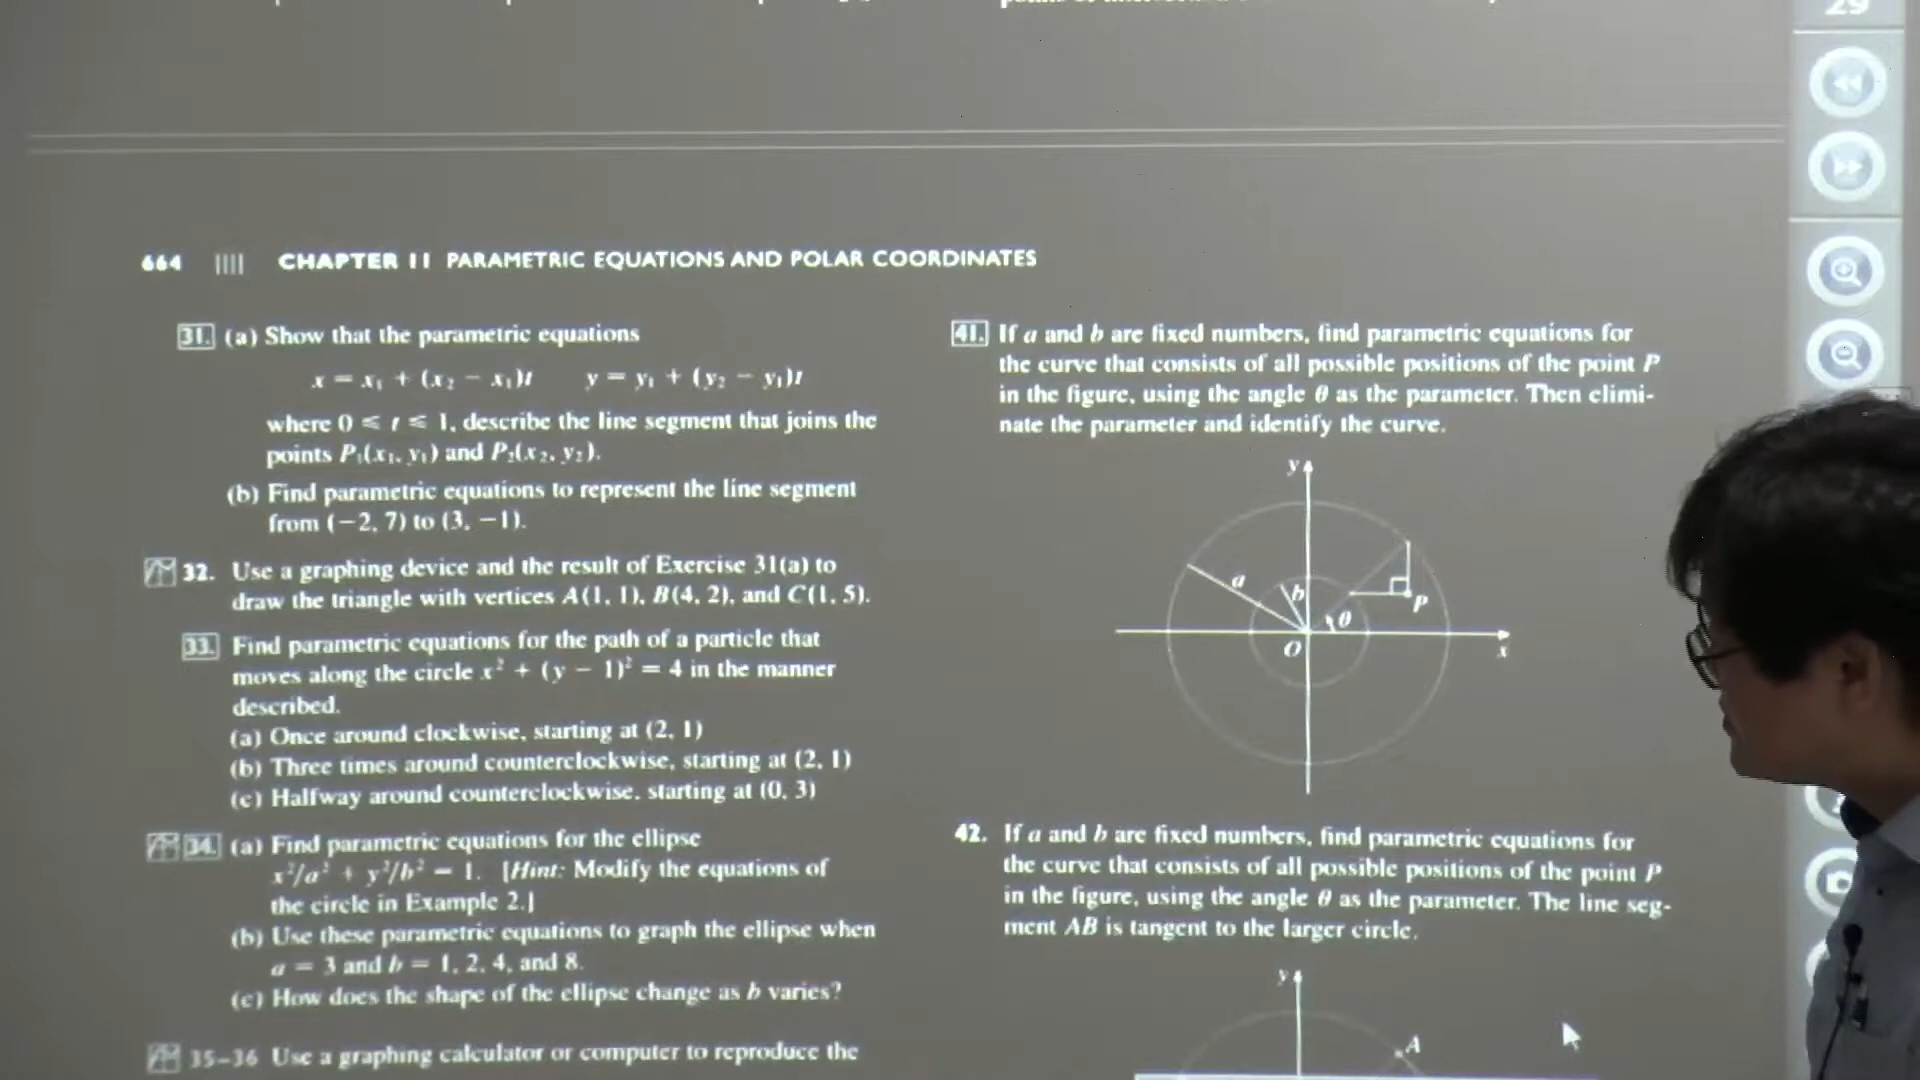 29
664 |||| CHAPTER 11 PARAMETRIC EQUATIONS AND POLAR COORDINATES
31. (a) Show that the parametric equations
x = x₁ + (x₂ − x₁)t y = y₁ + (y₂ − y₁)t
where 0 ≤ t ≤ 1, describe the line segment that joins the
points P₁(x₁, y₁) and P₂(x₂, y₂).
(b) Find parametric equations to represent the line segment
from (−2, 7) to (3, −1).
32. Use a graphing device and the result of Exercise 31(a) to
draw the triangle with vertices A(1, 1), B(4, 2), and C(1, 5).
33. Find parametric equations for the path of a particle that
moves along the circle x² + (y − 1)² = 4 in the manner
described.
(a) Once around clockwise, starting at (2, 1)
(b) Three times around counterclockwise, starting at (2, 1)
(c) Halfway around counterclockwise, starting at (0, 3)
34. (a) Find parametric equations for the ellipse
x²/a² + y²/b² = 1. [Hint: Modify the equations of
the circle in Example 2.]
(b) Use these parametric equations to graph the ellipse when
a = 3 and b = 1, 2, 4, and 8.
(c) How does the shape of the ellipse change as b varies?
35–36 Use a graphing calculator or computer to reproduce the
41. If a and b are fixed numbers, find parametric equations for
the curve that consists of all possible positions of the point P
in the figure, using the angle θ as the parameter. Then elimi-
nate the parameter and identify the curve.
y
a
b
θ
P
O
x
42. If a and b are fixed numbers, find parametric equations for
the curve that consists of all possible positions of the point P
in the figure, using the angle θ as the parameter. The line seg-
ment AB is tangent to the larger circle.
y
A